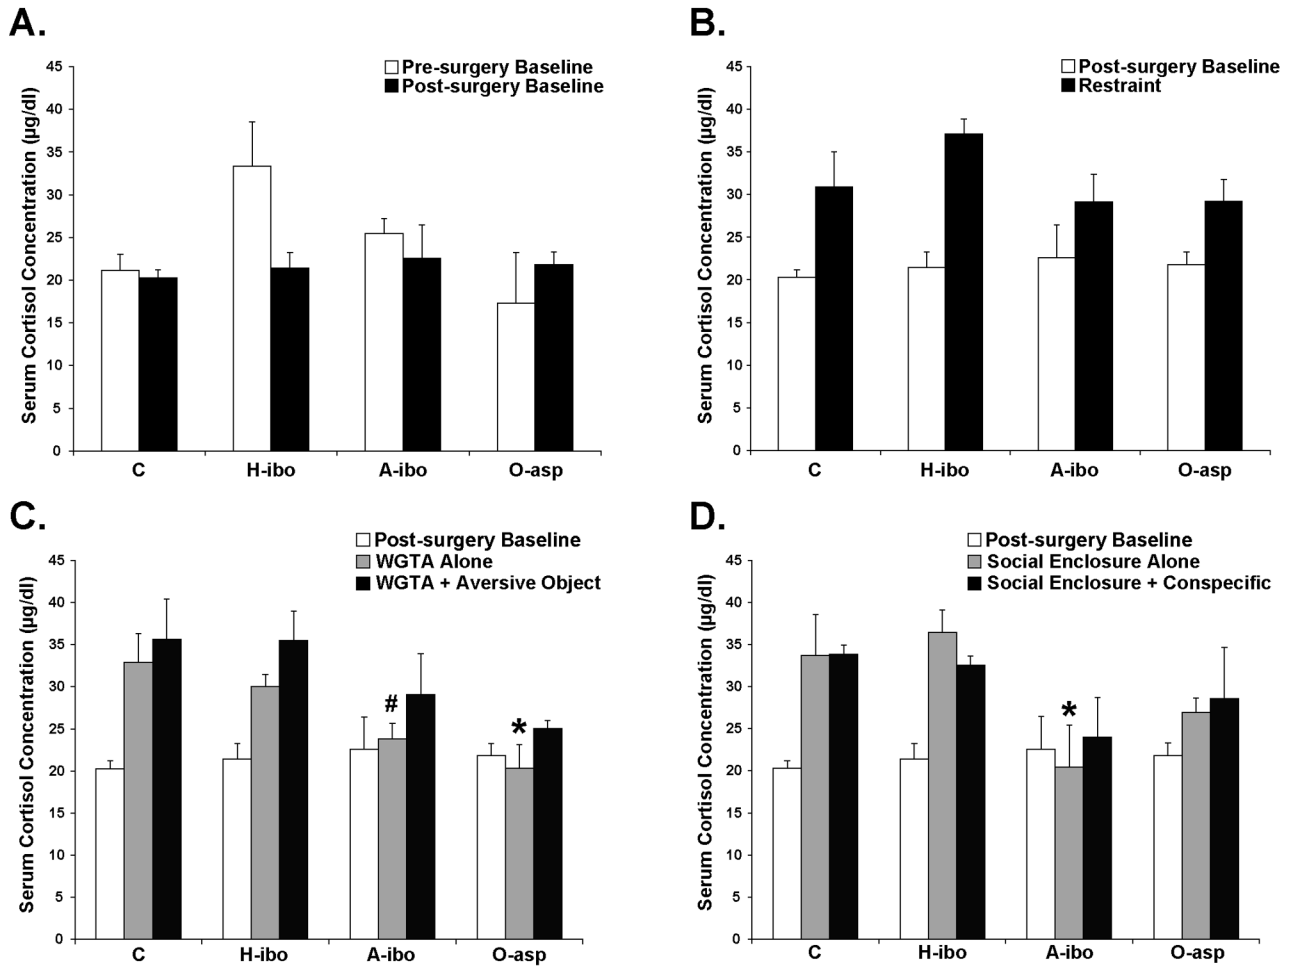 A.
Pre-surgery Baseline
Post-surgery Baseline
Serum Cortisol Concentration (µg/dl)
45
40
35
30
25
20
15
10
5
0
C H-ibo A-ibo O-asp
B.
Post-surgery Baseline
Restraint
Serum Cortisol Concentration (µg/dl)
45
40
35
30
25
20
15
10
5
0
C H-ibo A-ibo O-asp
C.
Post-surgery Baseline
WGTA Alone
WGTA + Aversive Object
Serum Cortisol Concentration (µg/dl)
45
40
35
30
25
20
15
10
5
0
#
*
C H-ibo A-ibo O-asp
D.
Post-surgery Baseline
Social Enclosure Alone
Social Enclosure + Conspecific
Serum Cortisol Concentration (µg/dl)
45
40
35
30
25
20
15
10
5
0
*
C H-ibo A-ibo O-asp